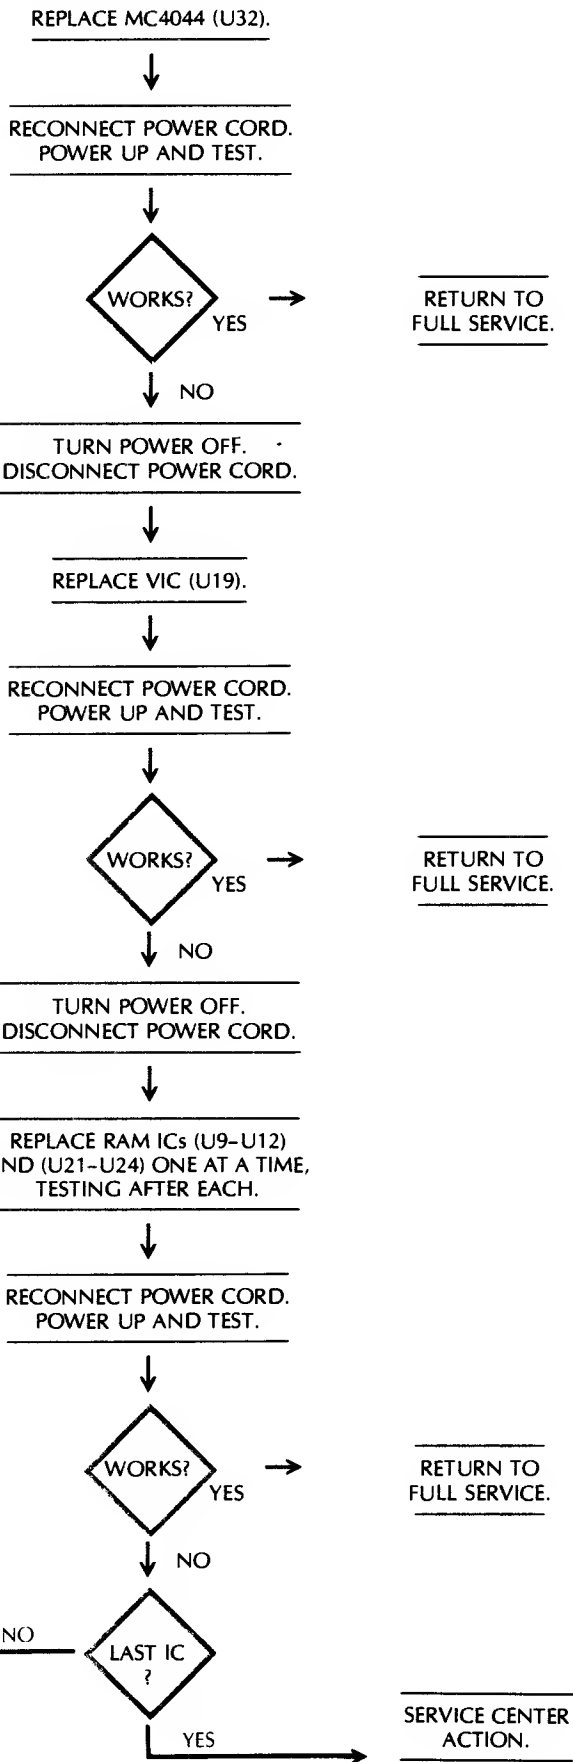 REPLACE MC4044 (U32).
RECONNECT POWER CORD.
POWER UP AND TEST.
WORKS?
YES
RETURN TO
FULL SERVICE.
NO
TURN POWER OFF.
DISCONNECT POWER CORD.
REPLACE VIC (U19).
RECONNECT POWER CORD.
POWER UP AND TEST.
WORKS?
YES
RETURN TO
FULL SERVICE.
NO
TURN POWER OFF.
DISCONNECT POWER CORD.
REPLACE RAM ICs (U9–U12)
ND (U21–U24) ONE AT A TIME,
TESTING AFTER EACH.
RECONNECT POWER CORD.
POWER UP AND TEST.
WORKS?
YES
RETURN TO
FULL SERVICE.
NO
NO
LAST IC
?
YES
SERVICE CENTER
ACTION.